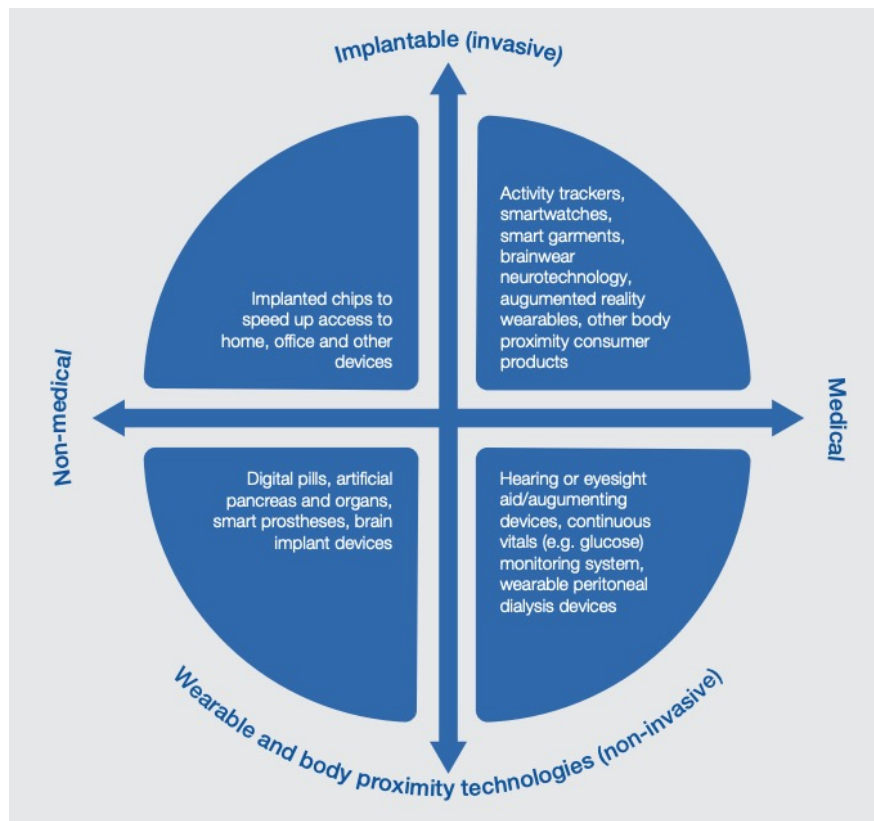 Implantable (invasive)
Activity trackers,
smartwatches,
smart garments,
brainwear
neurotechnology,
augumented reality
wearables, other body
proximity consumer
products
Implanted chips to
speed up access to
home, office and other
devices
Non-medical
Medical
Digital pills, artificial
pancreas and organs,
smart prostheses, brain
implant devices
Hearing or eyesight
aid/augumenting
devices, continuous
vitals (e.g. glucose)
monitoring system,
wearable peritoneal
dialysis devices
Wearable and body proximity technologies (non-invasive)